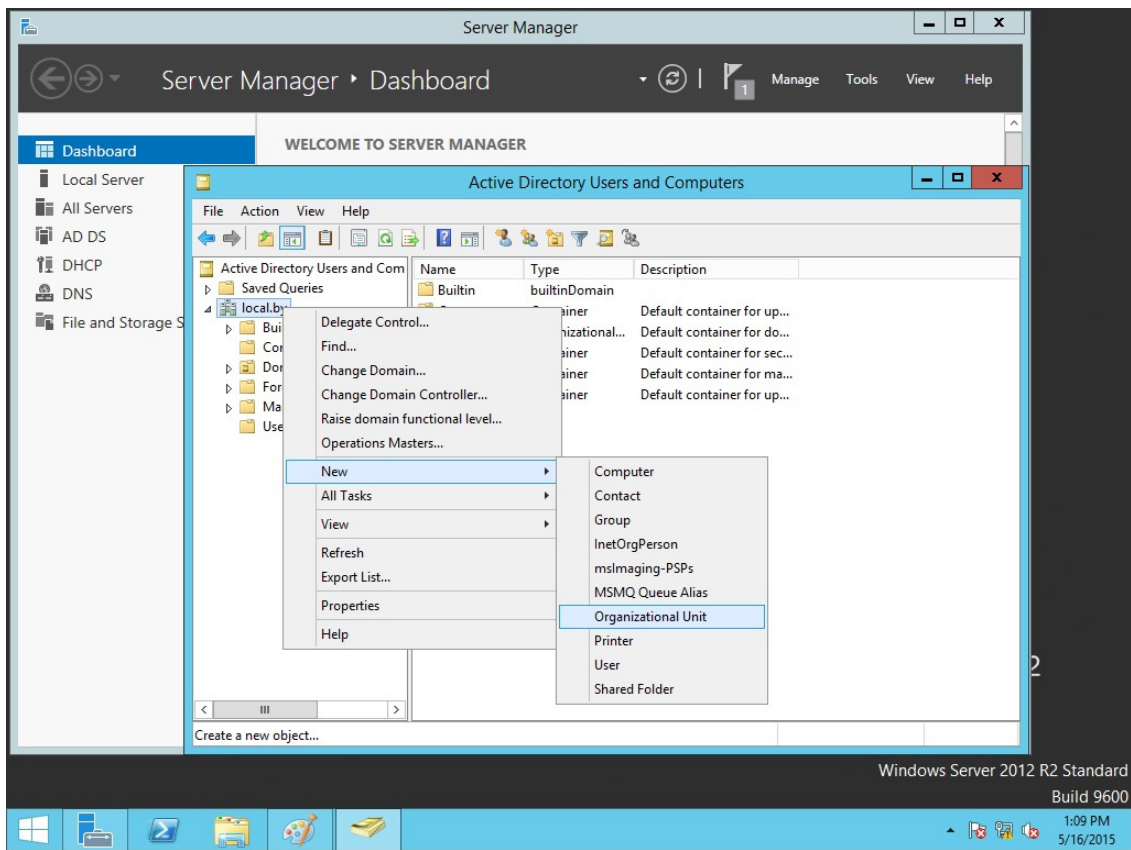 Server Manager
Server Manager • Dashboard
1
Manage Tools View Help
Dashboard
Local Server
All Servers
AD DS
DHCP
DNS
File and Storage S
WELCOME TO SERVER MANAGER
Active Directory Users and Computers
File Action View Help
Active Directory Users and Com
Saved Queries
local.by
Bui
Cor
Dor
For
Ma
Use
Name Type Description
Builtin builtinDomain
ainer Default container for up...
nizational... Default container for do...
ainer Default container for sec...
ainer Default container for ma...
ainer Default container for up...
Delegate Control...
Find...
Change Domain...
Change Domain Controller...
Raise domain functional level...
Operations Masters...
New
All Tasks
View
Refresh
Export List...
Properties
Help
Computer
Contact
Group
InetOrgPerson
msImaging-PSPs
MSMQ Queue Alias
Organizational Unit
Printer
User
Shared Folder
Create a new object...
2
Windows Server 2012 R2 Standard
Build 9600
1:09 PM
5/16/2015